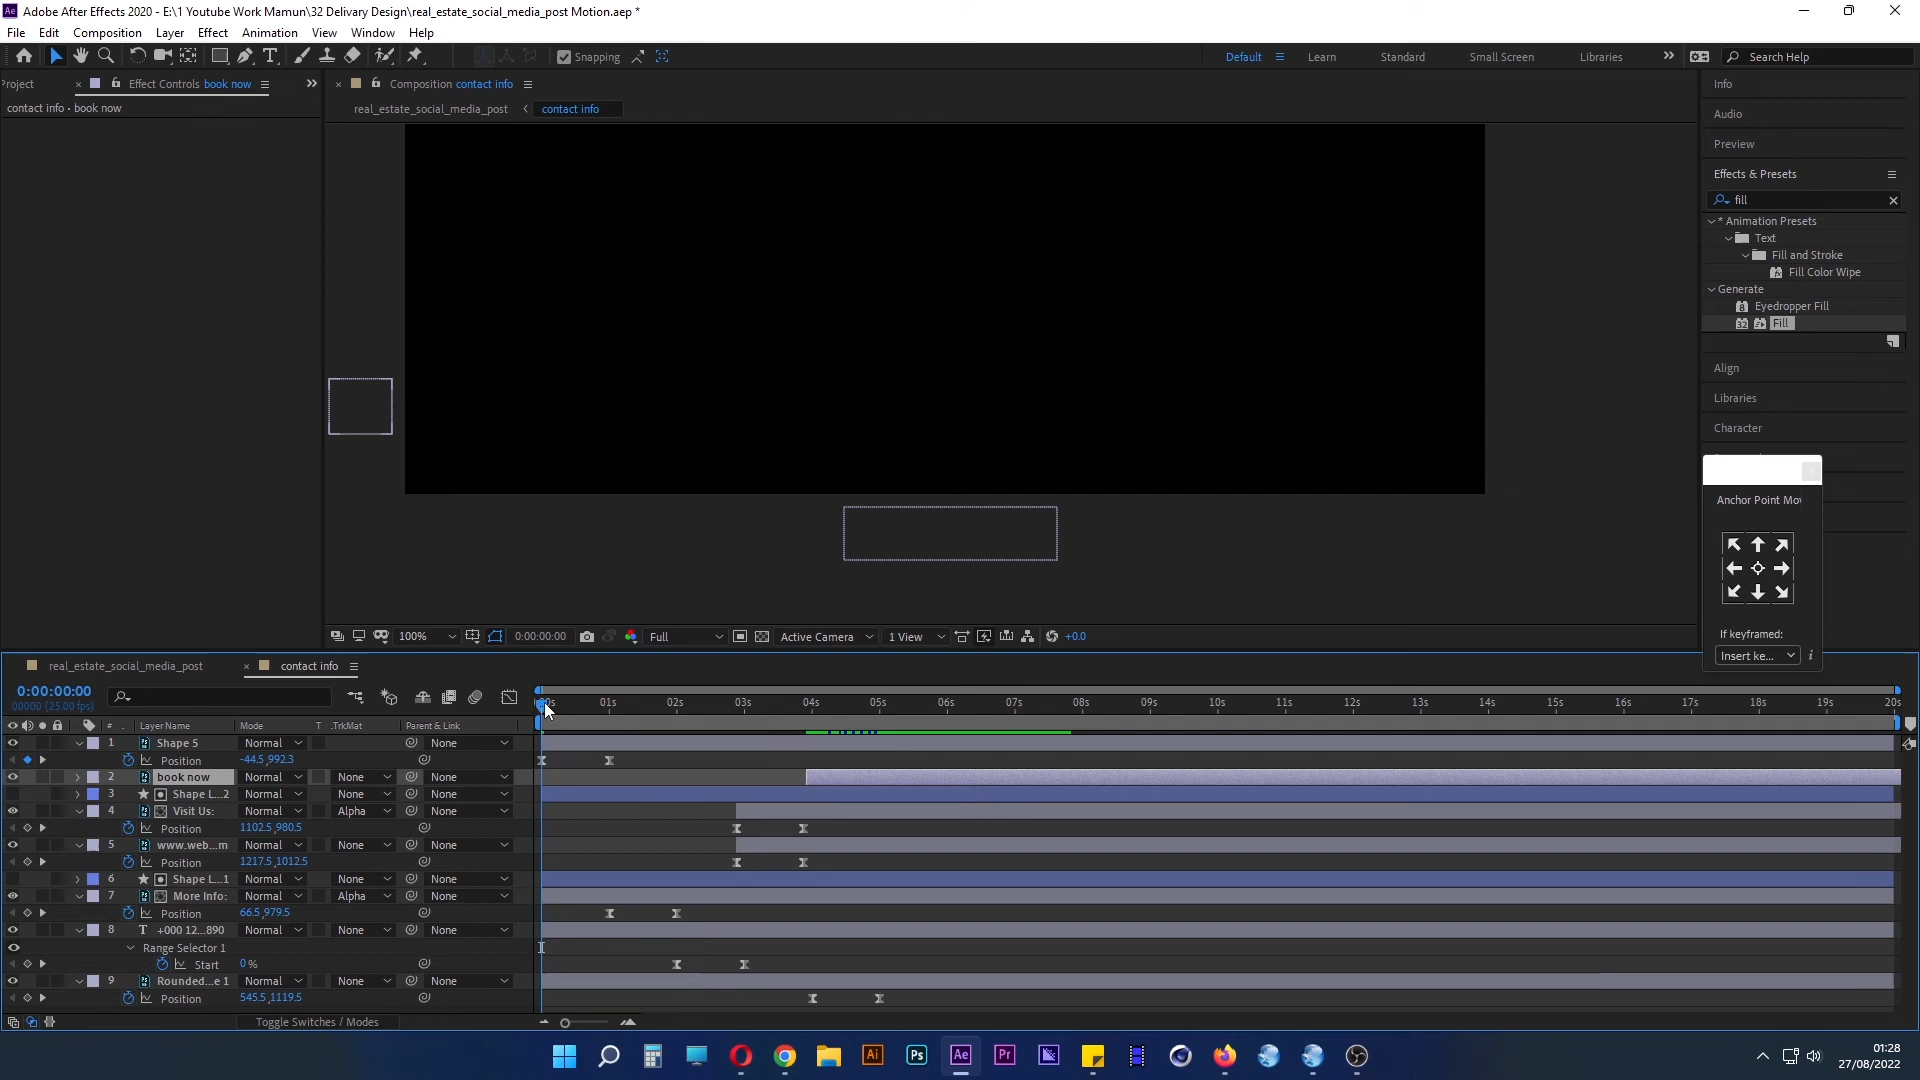 Adobe After Effects 2020 - E:\1 Youtube Work Mamun\32 Delivary Design\real_estate_social_media_post Motion.aep *
File Edit Composition Layer Effect Animation View Window Help
Snapping Default Learn Standard Small Screen Libraries Search Help
Effect Controls book now
Composition contact info
contact info • book now
real_estate_social_media_post contact info
Info
Audio
Preview
Effects & Presets
fill
* Animation Presets
Text
Fill and Stroke
Fill Color Wipe
Generate
Eyedropper Fill
Fill
Align
Libraries
Character
If keyframed:
Insert ke...
100% 0:00:00:00 Full Active Camera 1 View +0.0
real_estate_social_media_post contact info
0:00:00:00
00000 (25.00 fps)
01s 02s 03s 04s 05s 06s 07s 08s 09s 10s 11s 12s 13s 14s 15s 16s 17s 18s 19s 20s
# Layer Name Mode T .TrkMat Parent & Link
1 Shape 5 Normal None
Position -44.5,992.3
2 book now Normal None None
3 Shape L...2 Normal None None
4 Visit Us: Normal Alpha None
Position 1102.5,980.5
5 www.web...m Normal None None
Position 1217.5,1012.5
6 Shape L...1 Normal None None
7 More Info: Normal Alpha None
Position 66.5,979.5
8 T +000 12...890 Normal None None
Range Selector 1
Start 0%
9 Rounded...e 1 Normal None None
Position 545.5,1119.5
Toggle Switches / Modes
Ai Ps Ae Pr
01:28
27/08/2022